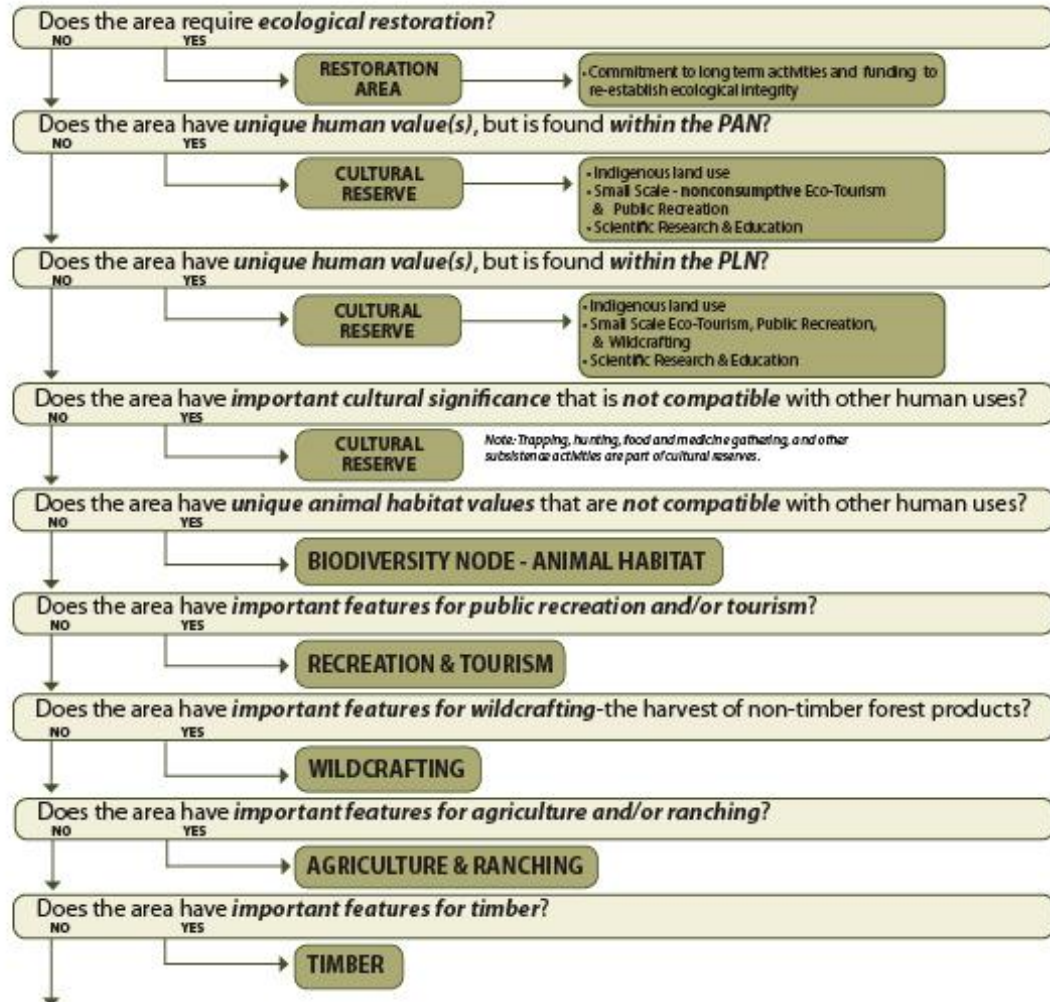 Does the area require ecological restoration?
NO YES
RESTORATION
AREA
• Commitment to long term activities and funding to
re-establish ecological integrity
Does the area have unique human value(s), but is found within the PAN?
NO YES
CULTURAL
RESERVE
• Indigenous land use
• Small Scale - nonconsumptive Eco-Tourism
& Public Recreation
• Scientific Research & Education
Does the area have unique human value(s), but is found within the PLN?
NO YES
CULTURAL
RESERVE
• Indigenous land use
• Small Scale Eco-Tourism, Public Recreation,
& Wildcrafting
• Scientific Research & Education
Does the area have important cultural significance that is not compatible with other human uses?
NO YES
CULTURAL
RESERVE
Note: Trapping, hunting, food and medicine gathering, and other
subsistence activities are part of cultural reserves.
Does the area have unique animal habitat values that are not compatible with other human uses?
NO YES
BIODIVERSITY NODE - ANIMAL HABITAT
Does the area have important features for public recreation and/or tourism?
NO YES
RECREATION & TOURISM
Does the area have important features for wildcrafting-the harvest of non-timber forest products?
NO YES
WILDCRAFTING
Does the area have important features for agriculture and/or ranching?
NO YES
AGRICULTURE & RANCHING
Does the area have important features for timber?
NO YES
TIMBER